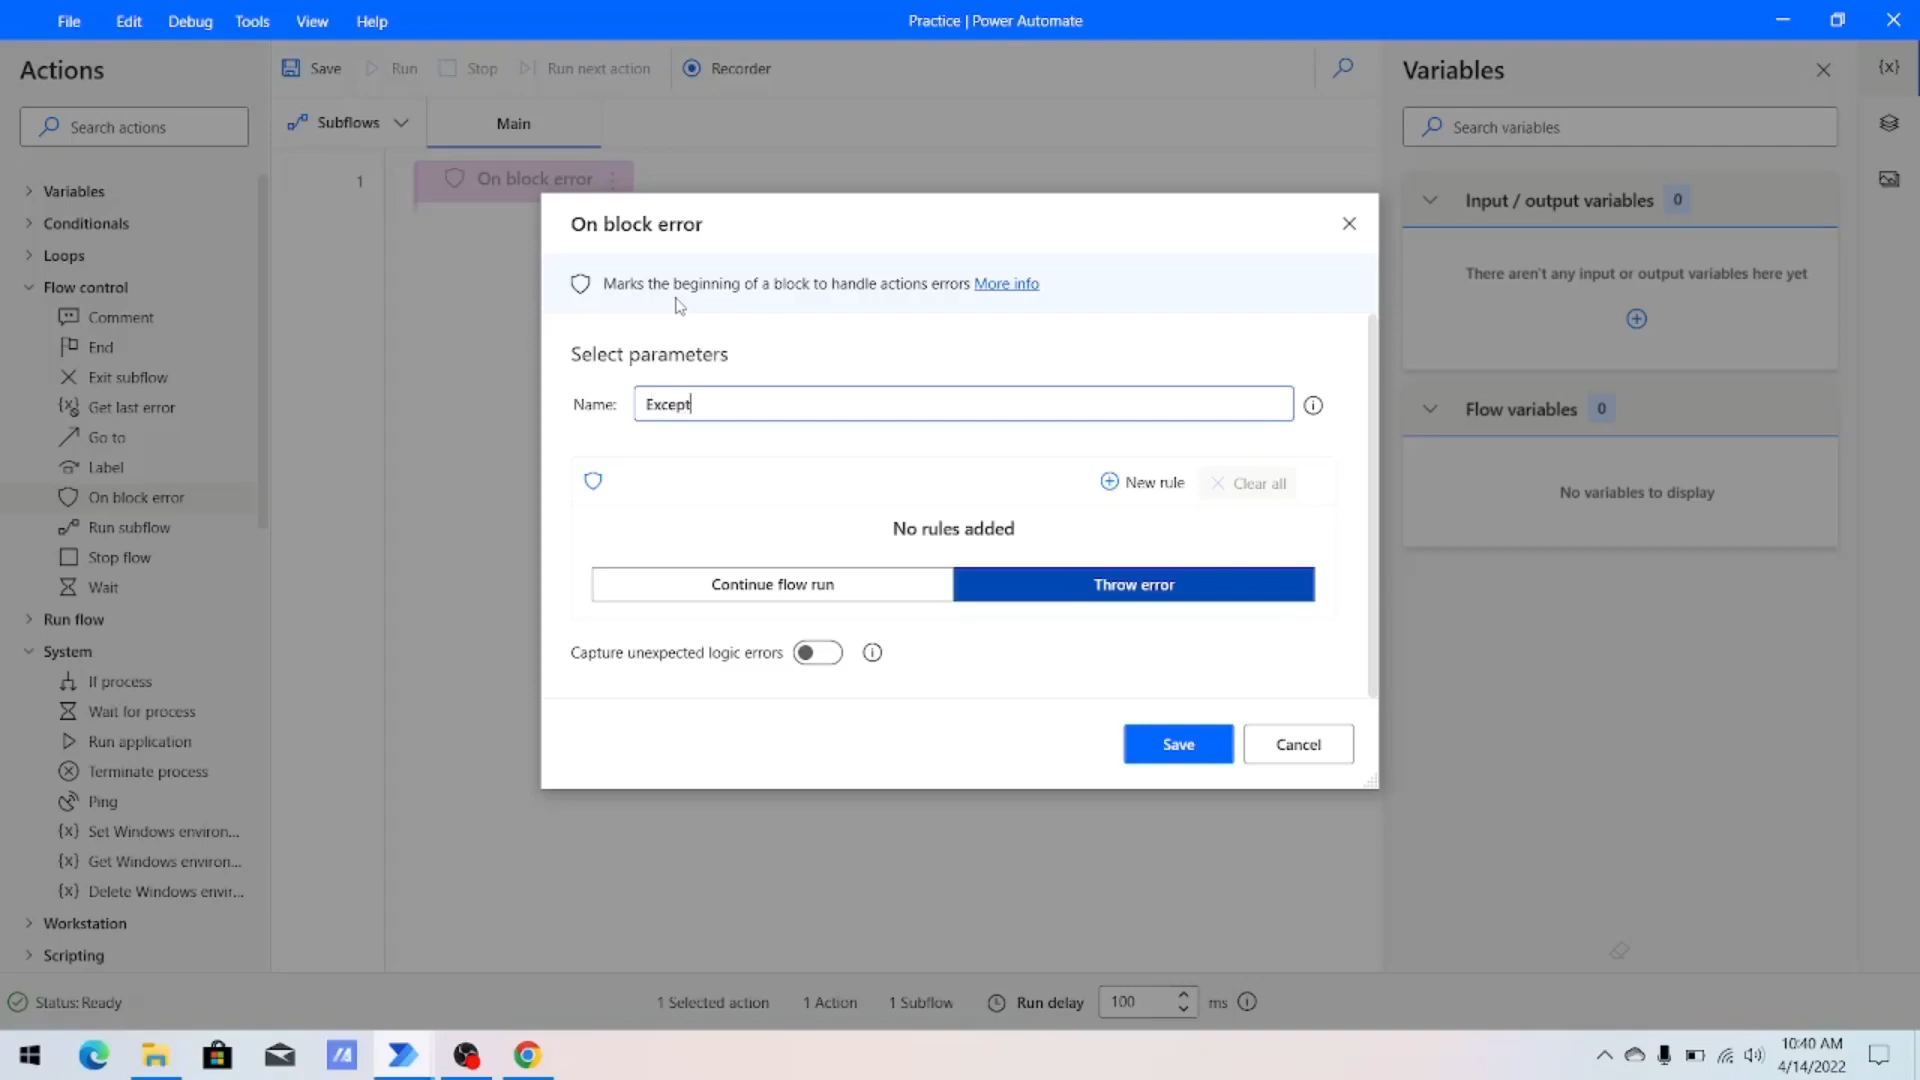 File Edit Debug Tools View Help
Practice | Power Automate
Actions
Search actions
Variables
Conditionals
Loops
Flow control
Comment
End
Exit subflow
Get last error
Go to
Label
On block error
Run subflow
Stop flow
Wait
Run flow
System
If process
Wait for process
Run application
Terminate process
Ping
Set Windows environ...
Get Windows environ...
Delete Windows envir...
Workstation
Scripting
Save Run Stop Run next action Recorder
Subflows Main
1
On block error
On block error
Marks the beginning of a block to handle actions errors More info
Select parameters
Name: Except
New rule Clear all
No rules added
Continue flow run Throw error
Capture unexpected logic errors
Save Cancel
Variables
{x}
Search variables
Input / output variables 0
There aren't any input or output variables here yet
Flow variables 0
No variables to display
Status: Ready 1 Selected action 1 Action 1 Subflow Run delay 100 ms
10:40 AM
4/14/2022